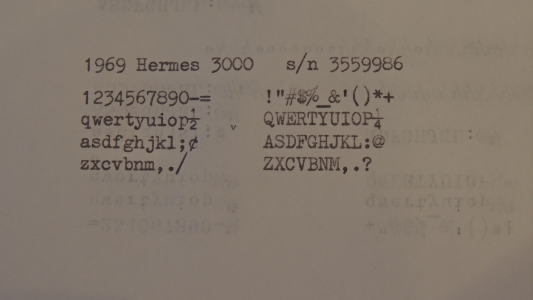 1969 Hermes 3000 s/n 3559986
1234567890-= !"#$%_&'()*+
qwertyuiop½ QWERTYUIOP¼
asdfghjkl;¢ ASDFGHJKL:@
zxcvbnm,./ ZXCVBNM,.?